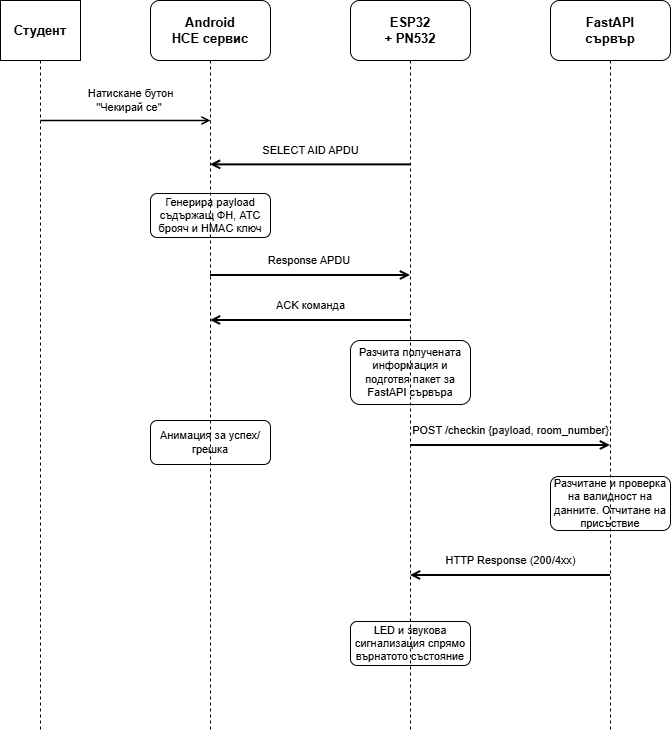 Студент
Android
HCE сервис
ESP32
+ PN532
FastAPI
сървър
Натискане бутон
"Чекирай се"
SELECT AID APDU
Генерира payload
съдържащ ФН, ATC
брояч и HMAC ключ
Response APDU
ACK команда
Разчита получената
информация и
подготвя пакет за
FastAPI сървъра
Анимация за успех/
грешка
POST /checkin {payload, room_number}
Разчитане и проверка
на валидност на
данните. Отчитане на
присъствие
HTTP Response (200/4xx)
LED и звукова
сигнализация спрямо
върнатото състояние